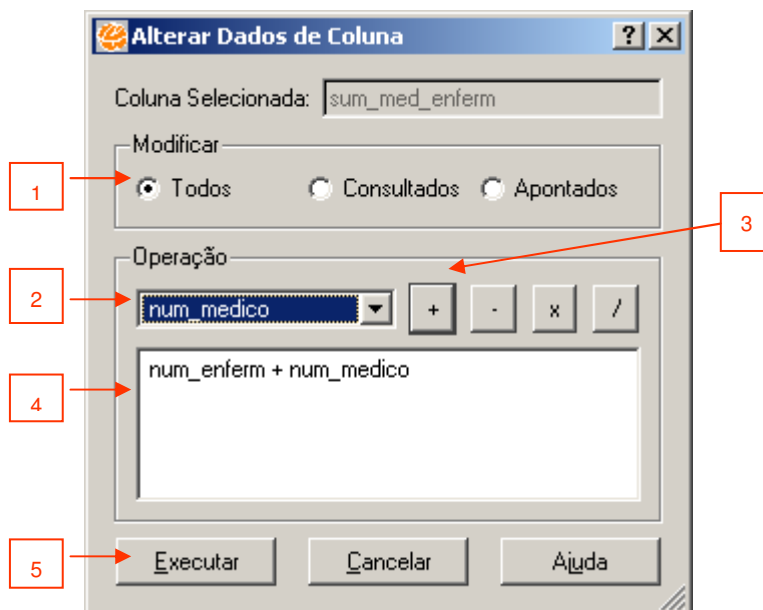 Alterar Dados de Coluna
Coluna Selecionada: sum_med_enferm
Modificar
1
Todos Consultados Apontados
3
Operação
2
num_medico + - x /
num_enferm + num_medico
4
5
Executar Cancelar Ajuda